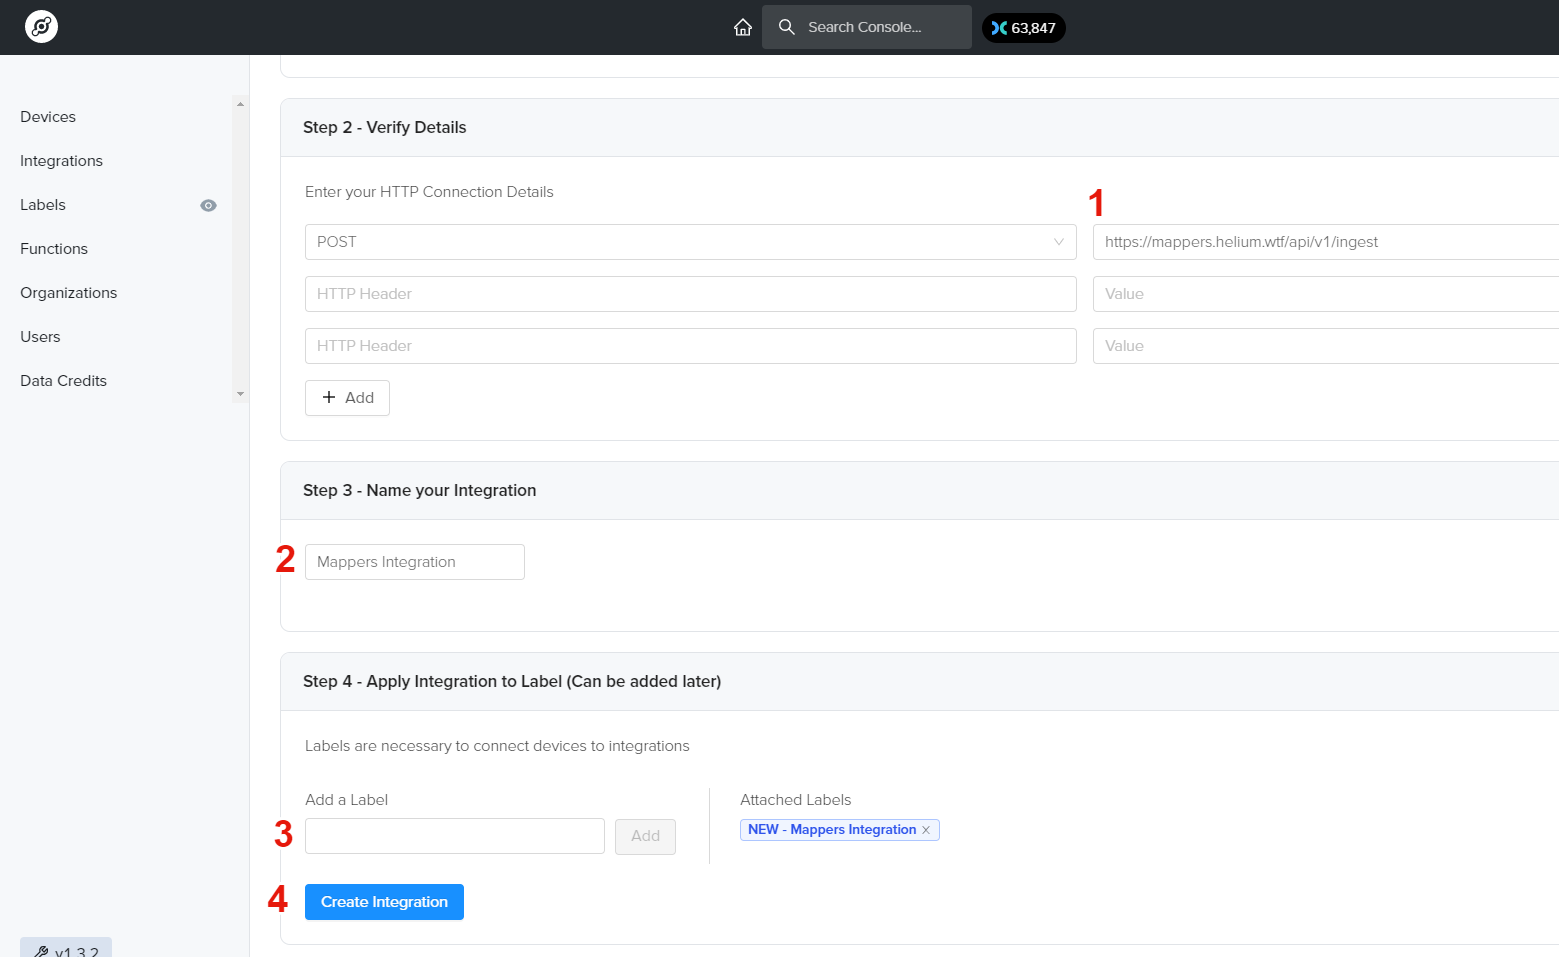 Search Console...
63,847
Devices
Integrations
Labels
Functions
Organizations
Users
Data Credits
v1.3.2
Step 2 - Verify Details
Enter your HTTP Connection Details
1
POST
https://mappers.helium.wtf/api/v1/ingest
HTTP Header
Value
HTTP Header
Value
+ Add
Step 3 - Name your Integration
2
Mappers Integration
Step 4 - Apply Integration to Label (Can be added later)
Labels are necessary to connect devices to integrations
Add a Label
3
Add
Attached Labels
NEW - Mappers Integration ×
4
Create Integration